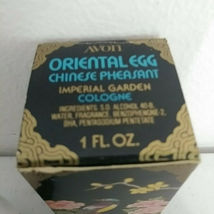 AVON
ORIENTAL EGG
CHINESE PHEASANT
IMPERIAL GARDEN
COLOGNE
INGREDIENTS: S.D. ALCOHOL 40-B,
WATER, FRAGRANCE, BENZOPHENONE-2,
DHA, PENTASODIUM PENTETATE
1 FL. OZ.